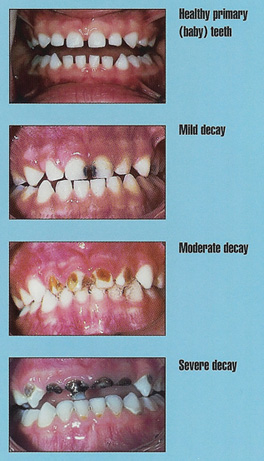 Healthy primary
(baby) teeth
Mild decay
Moderate decay
Severe decay